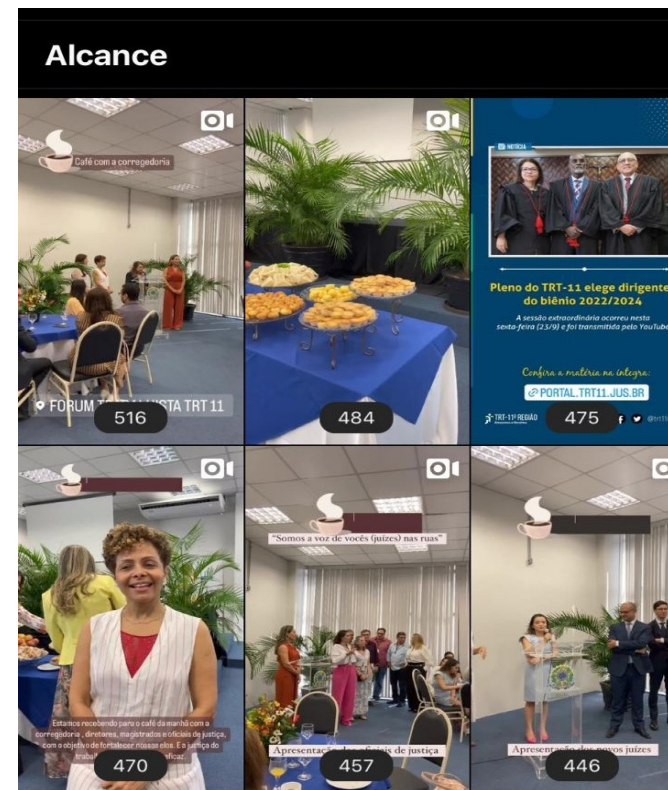 Alcance
Café com a corregedoria
FORUM TRT 11
516
484
NOTÍCIA
Pleno do TRT-11 elege dirigente
do biênio 2022/2024
A sessão extraordinária ocorreu nesta
sexta-feira (23/9) e foi transmitida pelo YouTube
Confira a matéria na íntegra:
PORTAL.TRT11.JUS.BR
TRT-11ª REGIÃO
475
Estamos recebendo para o café da manhã com a
corregedoria , diretores, magistrados e oficiais de justiça,
com o objetivo de fortalecer nossos elos. E a justiça do
eficaz.
470
"Somos a voz de vocês (juízes) nas ruas"
Apresentação dos oficiais de justiça
457
Apresentação dos novos juízes
446